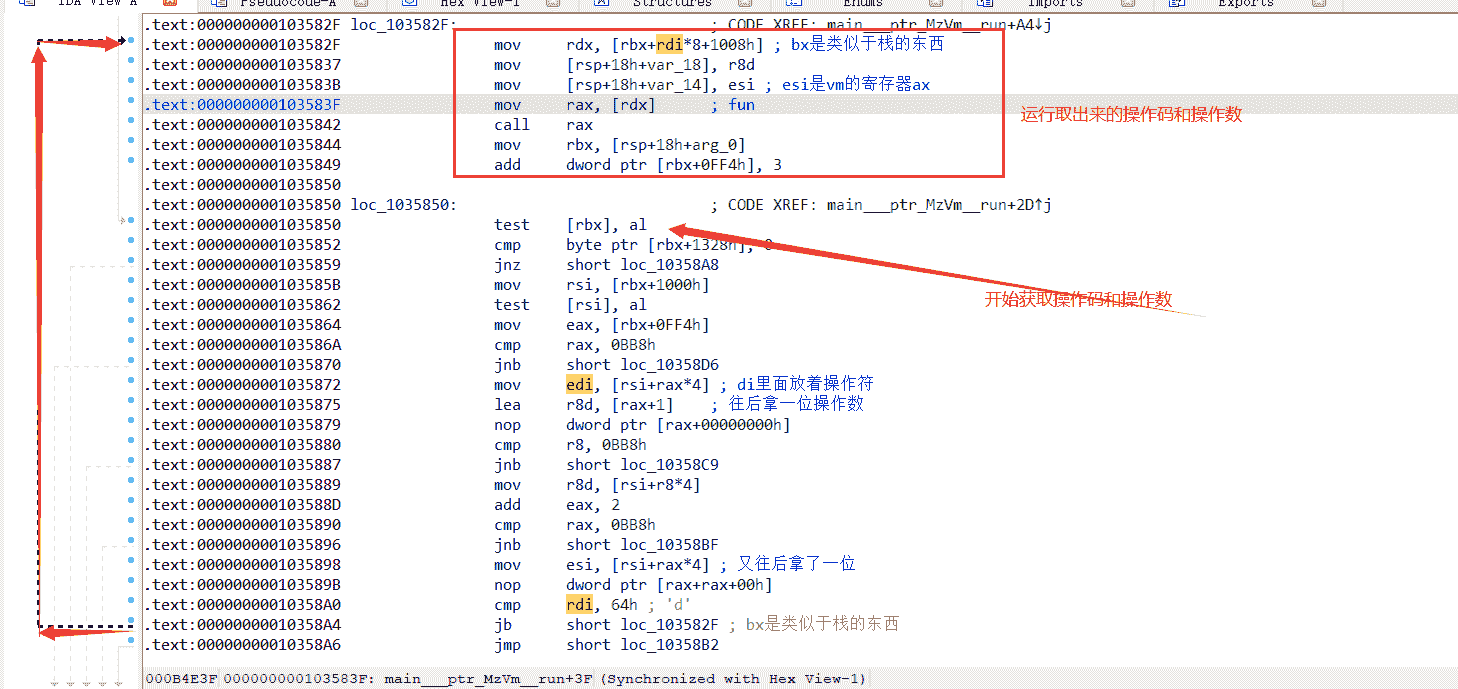 IDA View-A Pseudocode-A Hex View-1 Structures Enums Imports Exports
.text:000000000103582F loc_103582F: ; CODE XREF: main___ptr_MzVm__run+A4↓j
.text:000000000103582F mov rdx, [rbx+rdi*8+1008h] ; bx是类似于栈的东西
.text:0000000001035837 mov [rsp+18h+var_18], r8d
.text:000000000103583B mov [rsp+18h+var_14], esi ; esi是vm的寄存器ax
.text:000000000103583F mov rax, [rdx] ; fun
运行取出来的操作码和操作数
.text:0000000001035842 call rax
.text:0000000001035844 mov rbx, [rsp+18h+arg_0]
.text:0000000001035849 add dword ptr [rbx+0FF4h], 3
.text:0000000001035850
.text:0000000001035850 loc_1035850: ; CODE XREF: main___ptr_MzVm__run+2D↑j
.text:0000000001035850 test [rbx], al
.text:0000000001035852 cmp byte ptr [rbx+1328h], 0
.text:0000000001035859 jnz short loc_10358A8
.text:000000000103585B mov rsi, [rbx+1000h]
开始获取操作码和操作数
.text:0000000001035862 test [rsi], al
.text:0000000001035864 mov eax, [rbx+0FF4h]
.text:000000000103586A cmp rax, 0BB8h
.text:0000000001035870 jnb short loc_10358D6
.text:0000000001035872 mov edi, [rsi+rax*4] ; di里面放着操作符
.text:0000000001035875 lea r8d, [rax+1] ; 往后拿一位操作数
.text:0000000001035879 nop dword ptr [rax+00000000h]
.text:0000000001035880 cmp r8, 0BB8h
.text:0000000001035887 jnb short loc_10358C9
.text:0000000001035889 mov r8d, [rsi+r8*4]
.text:000000000103588D add eax, 2
.text:0000000001035890 cmp rax, 0BB8h
.text:0000000001035896 jnb short loc_10358BF
.text:0000000001035898 mov esi, [rsi+rax*4] ; 又往后拿了一位
.text:000000000103589B nop dword ptr [rax+rax+00h]
.text:00000000010358A0 cmp rdi, 64h ; 'd'
.text:00000000010358A4 jb short loc_103582F ; bx是类似于栈的东西
.text:00000000010358A6 jmp short loc_10358B2
000B4E3F 000000000103583F: main___ptr_MzVm__run+3F (Synchronized with Hex View-1)